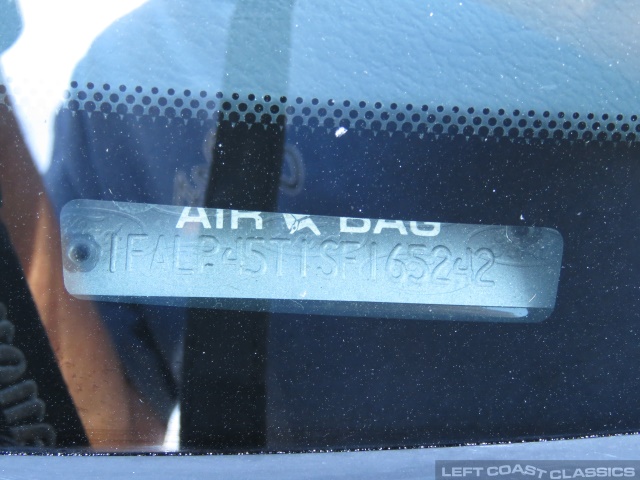 AIR BAG
1FALP45T1SF165242
LEFT COAST CLASSICS